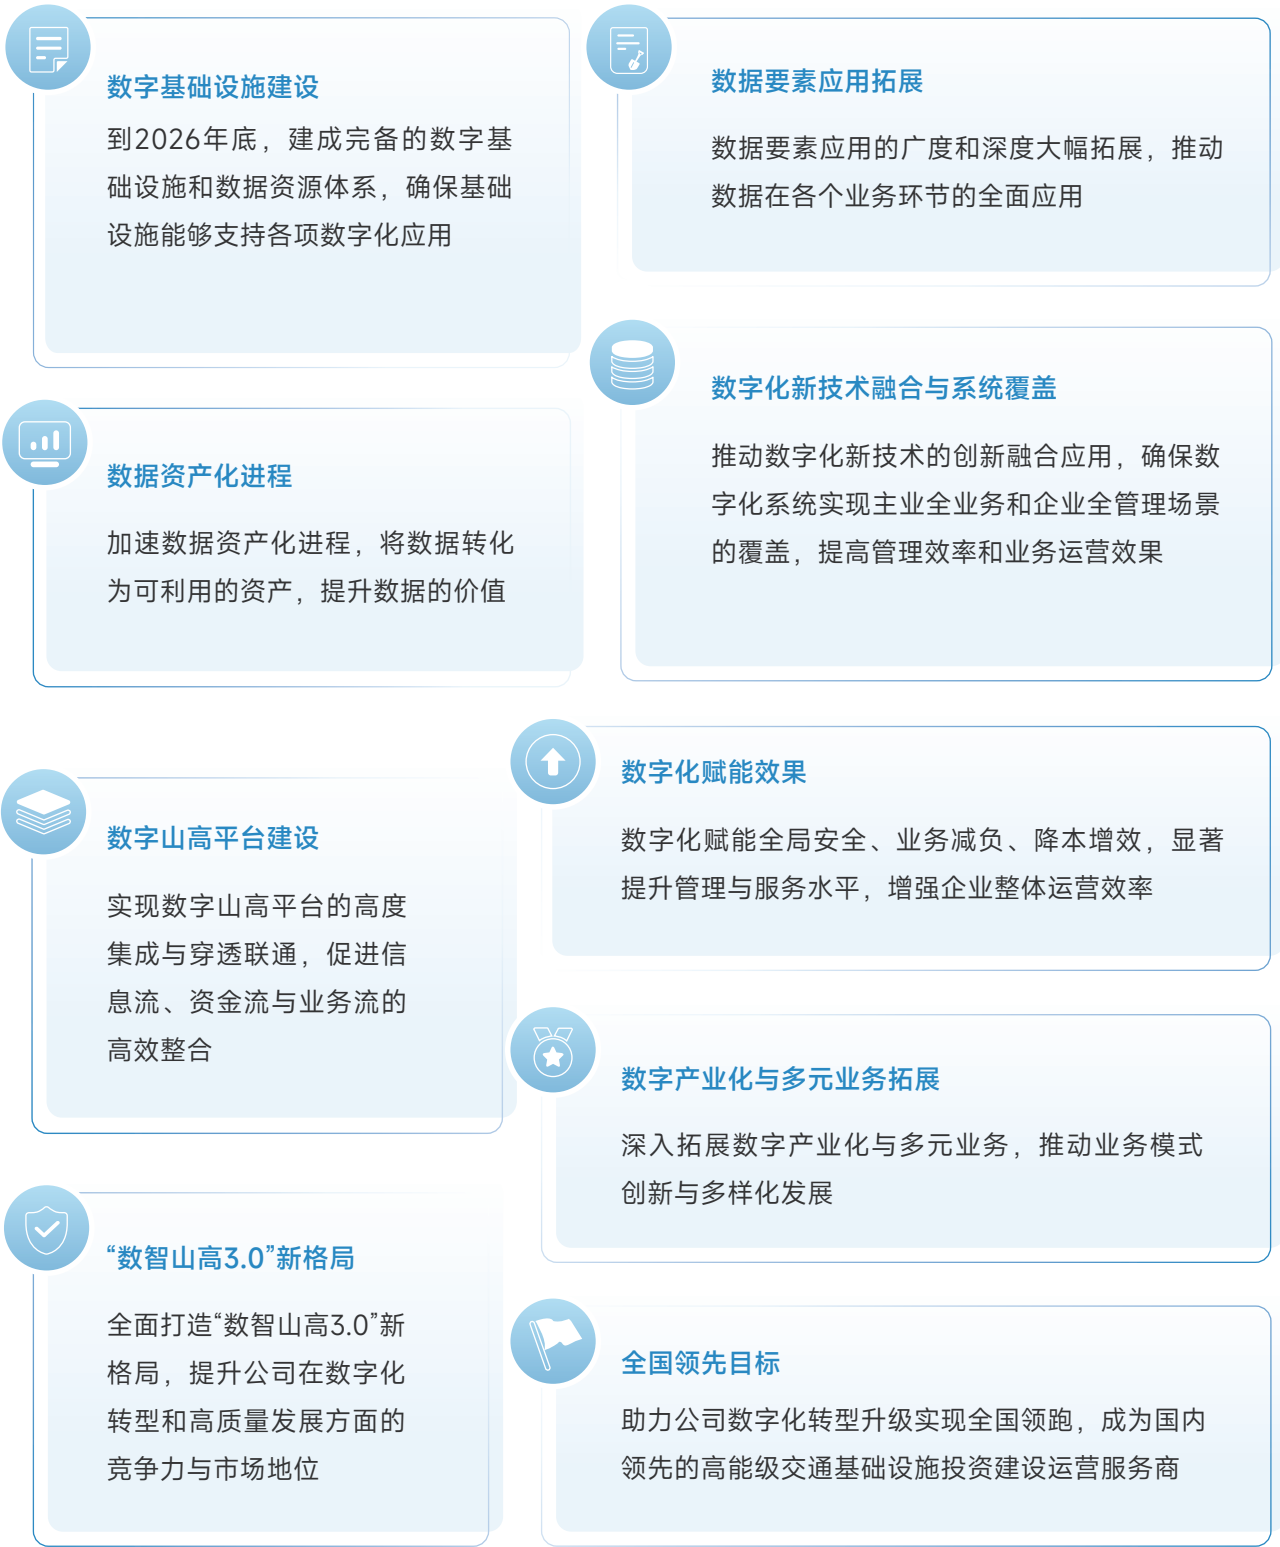 数字基础设施建设
到2026年底，建成完备的数字基
础设施和数据资源体系，确保基础
设施能够支持各项数字化应用
数据要素应用拓展
数据要素应用的广度和深度大幅拓展，推动
数据在各个业务环节的全面应用
数据资产化进程
加速数据资产化进程，将数据转化
为可利用的资产，提升数据的价值
数字化新技术融合与系统覆盖
推动数字化新技术的创新融合应用，确保数
字化系统实现主业全业务和企业全管理场景
的覆盖，提高管理效率和业务运营效果
数字山高平台建设
实现数字山高平台的高度
集成与穿透联通，促进信
息流、资金流与业务流的
高效整合
数字化赋能效果
数字化赋能全局安全、业务减负、降本增效，显著
提升管理与服务水平，增强企业整体运营效率
数字产业化与多元业务拓展
深入拓展数字产业化与多元业务，推动业务模式
创新与多样化发展
“数智山高3.0”新格局
全面打造“数智山高3.0”新
格局，提升公司在数字化
转型和高质量发展方面的
竞争力与市场地位
全国领先目标
助力公司数字化转型升级实现全国领跑，成为国内
领先的高能级交通基础设施投资建设运营服务商